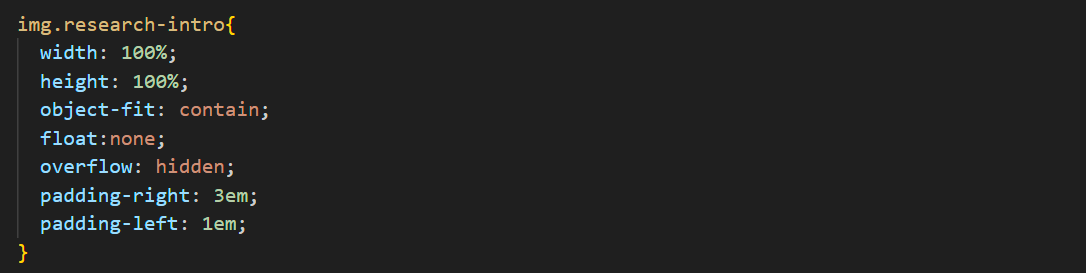 img.research-intro{
width: 100%;
height: 100%;
object-fit: contain;
float:none;
overflow: hidden;
padding-right: 3em;
padding-left: 1em;
}